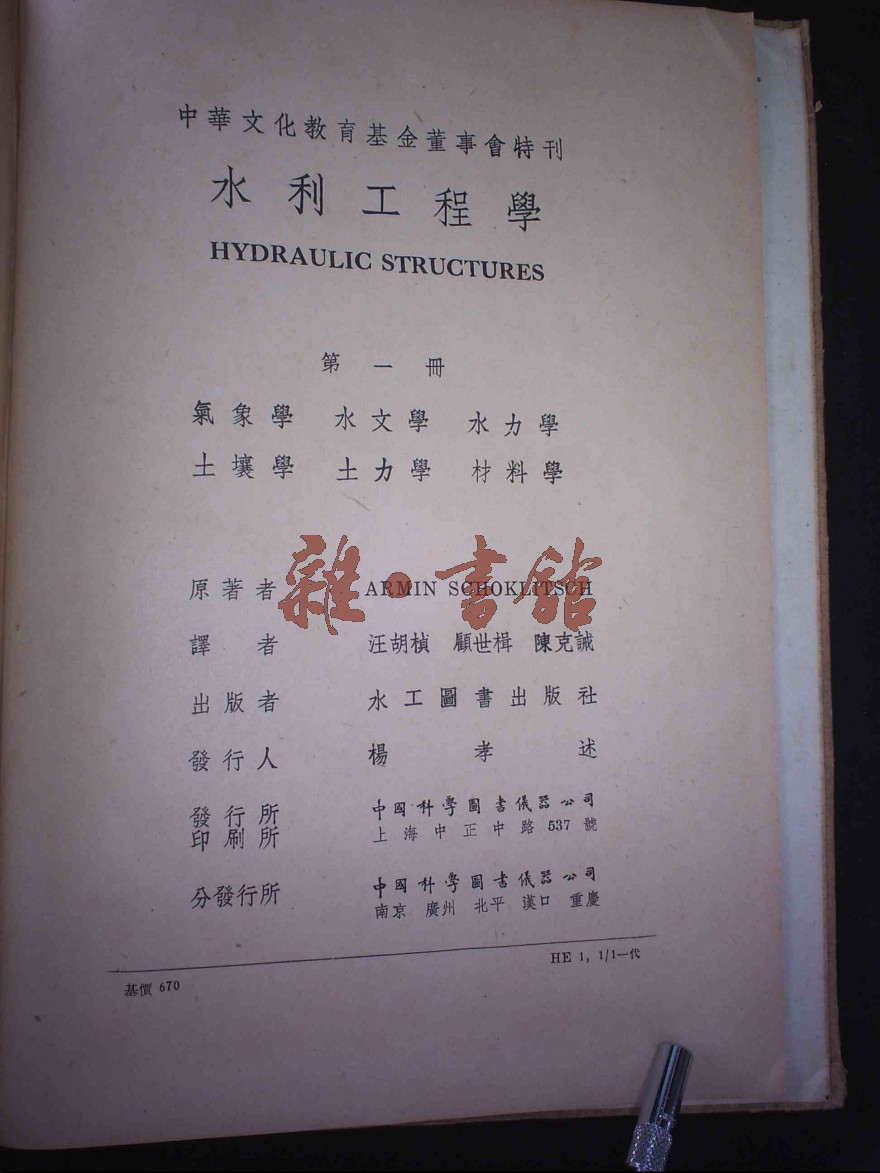 中華文化教育基金董事會特刊
水利工程學
HYDRAULIC STRUCTURES
第一冊
氣象學 水文學 水力學
土壤學 土力學 材料學
原著者 ARMIN SCHOKLITSCH
雜·書館
譯者 汪胡楨 顧世楫 陳克誡
出版者 水工圖書出版社
發行人 楊孝述
發行所 中國科學圖書儀器公司
印刷所 上海中正中路 537 號
分發行所 中國科學圖書儀器公司
南京 廣州 北平 漢口 重慶
HE 1, 1/1一代
基價 670